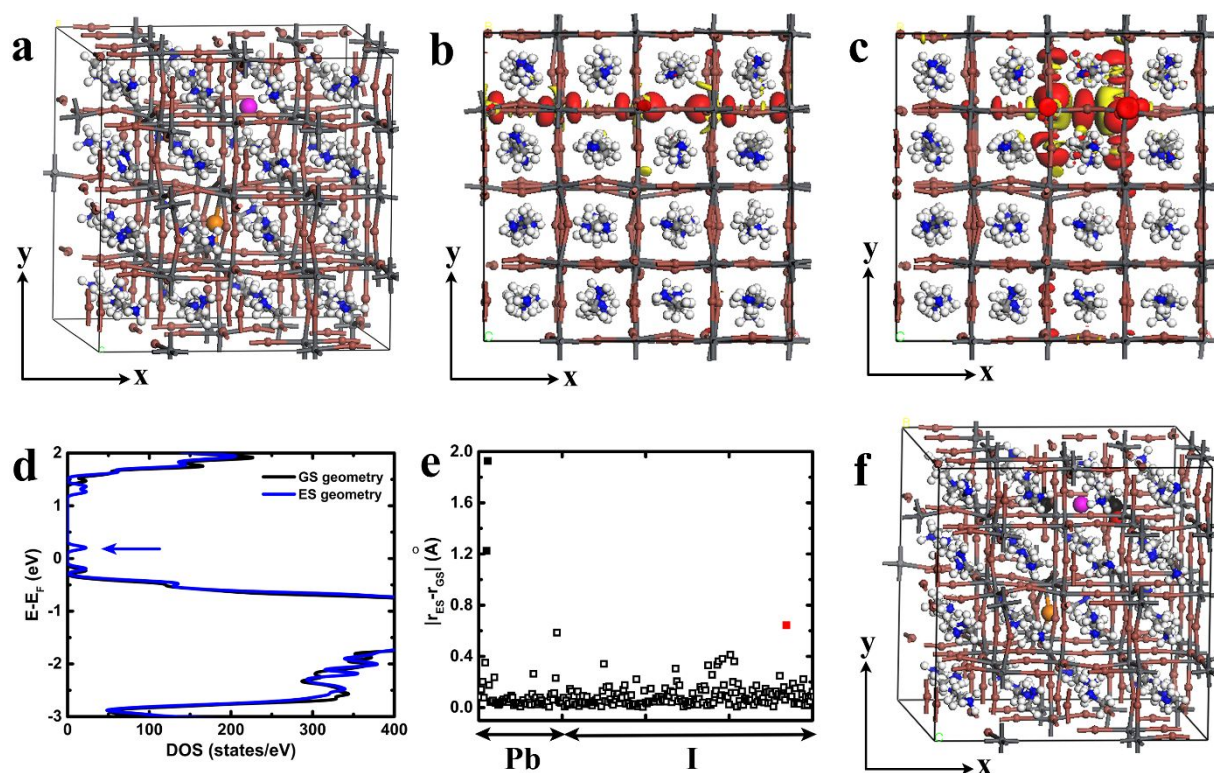 a
y
x
b
y
x
c
y
x
d
2
1
0
-1
-2
-3
E-E_F (eV)
GS geometry
ES geometry
0 100 200 300 400
DOS (states/eV)
e
2.0
1.6
1.2
0.8
0.4
0.0
|r_ES-r_GS| (Å)
Pb I
f
y
x